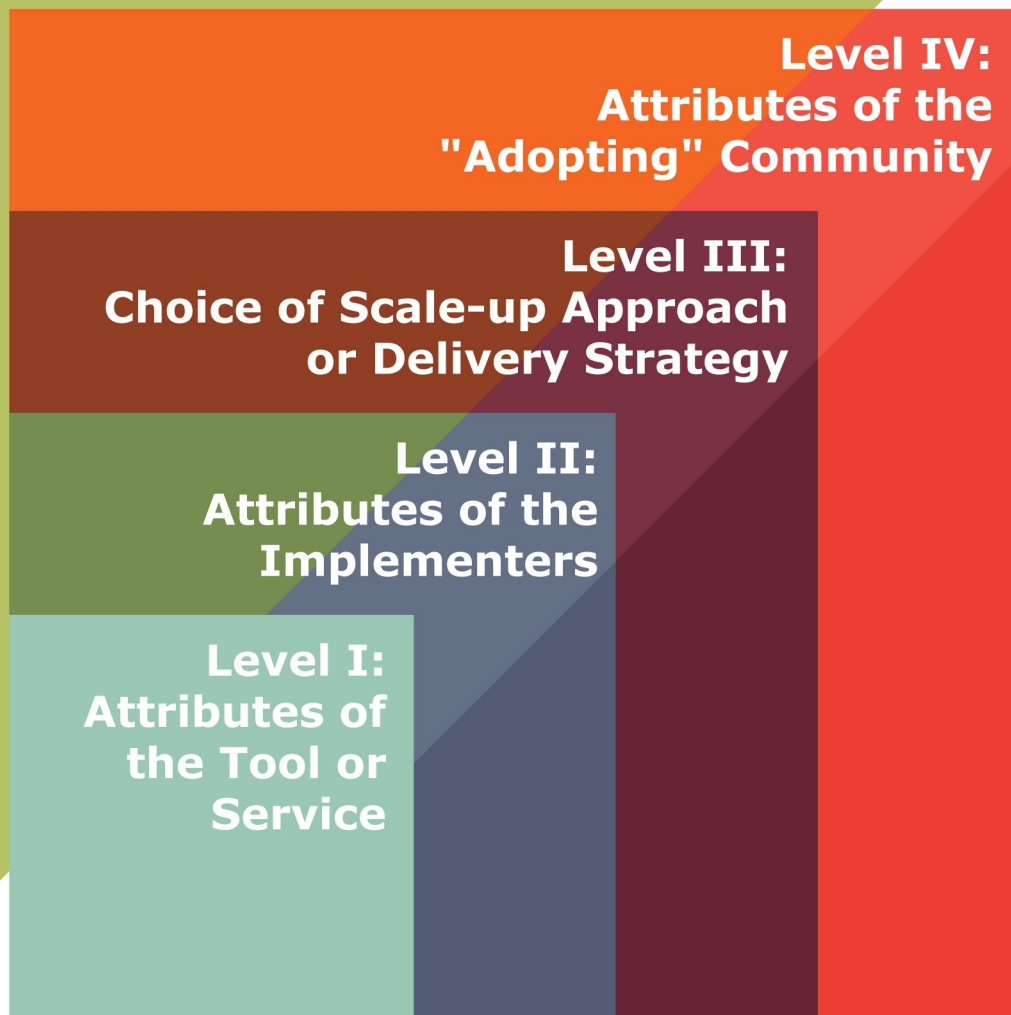 Level IV:
Attributes of the
"Adopting" Community
Level III:
Choice of Scale-up Approach
or Delivery Strategy
Level II:
Attributes of the
Implementers
Level I:
Attributes of
the Tool or
Service